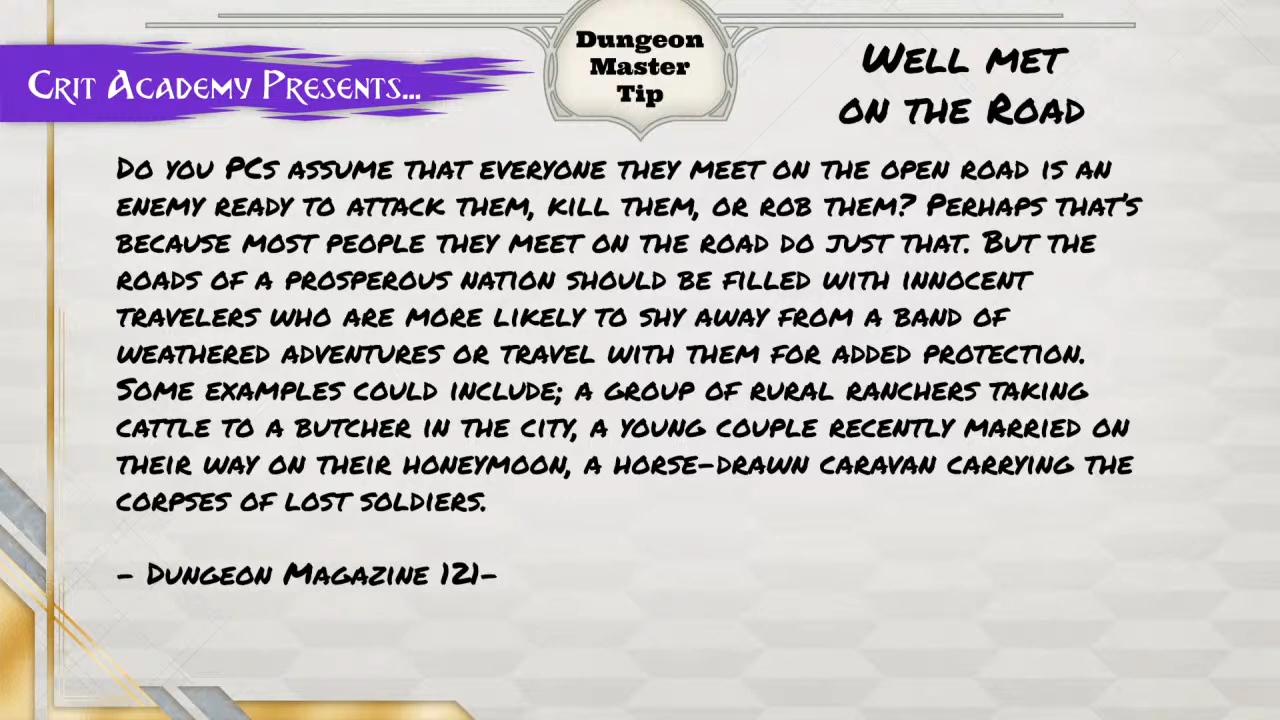 Crit Academy Presents...
Dungeon
Master
Tip
Well met
on the Road
Do you PCs assume that everyone they meet on the open road is an
enemy ready to attack them, kill them, or rob them? Perhaps that's
because most people they meet on the road do just that. But the
roads of a prosperous nation should be filled with innocent
travelers who are more likely to shy away from a band of
weathered adventures or travel with them for added protection.
Some examples could include; a group of rural ranchers taking
cattle to a butcher in the city, a young couple recently married on
their way on their honeymoon, a horse-drawn caravan carrying the
corpses of lost soldiers.
- Dungeon Magazine 121-